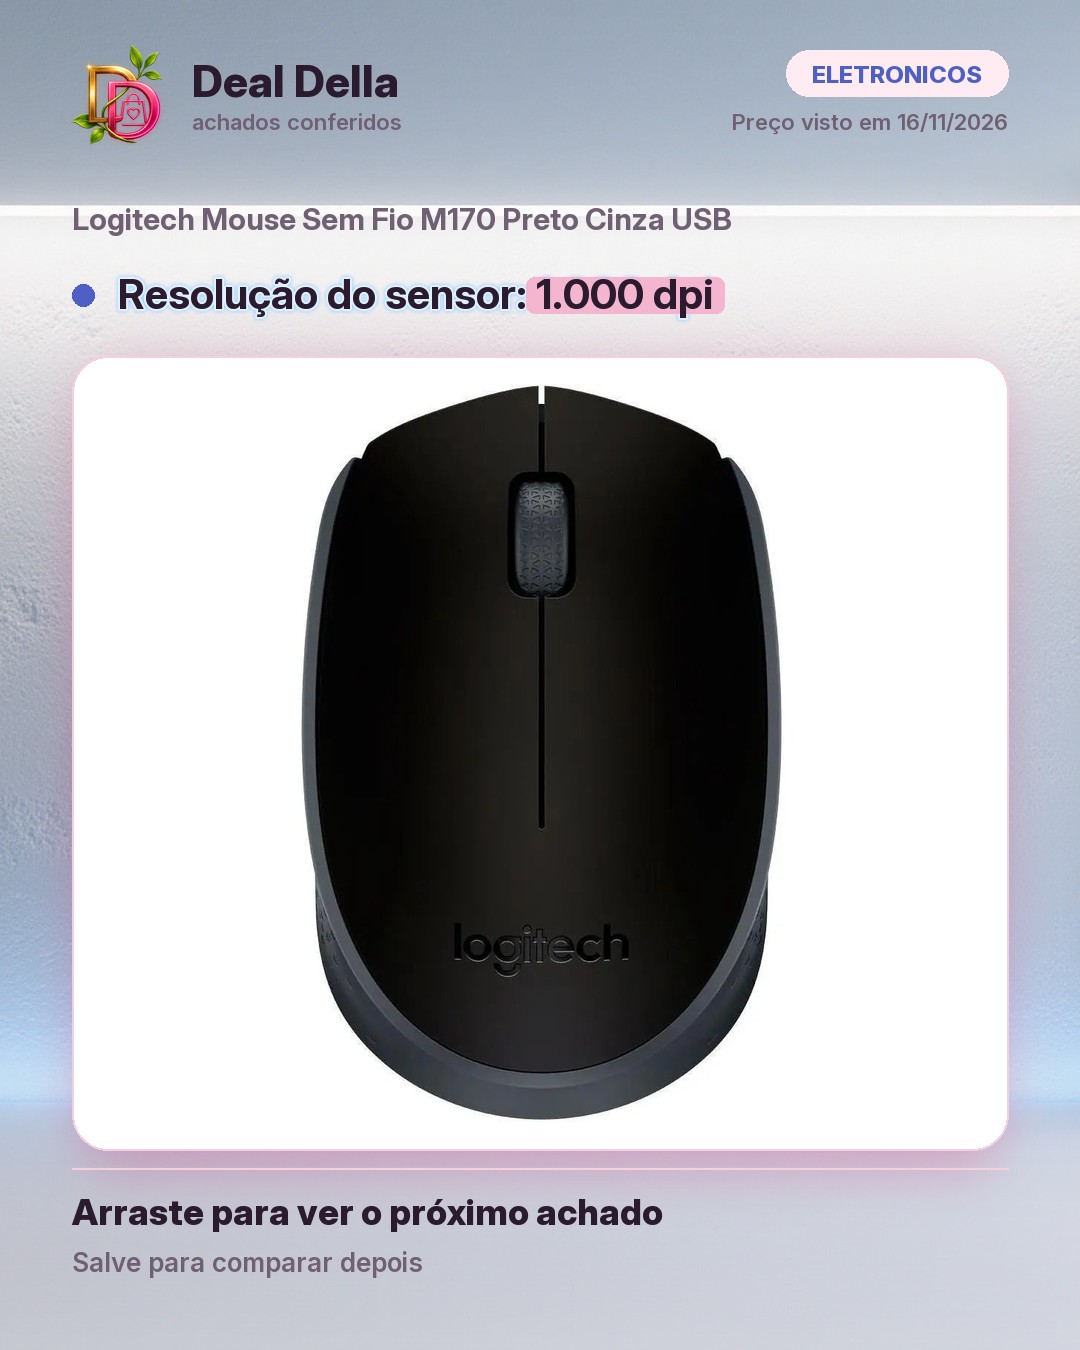 Deal Della
achados conferidos
ELETRONICOS
Preço visto em 16/11/2026
Logitech Mouse Sem Fio M170 Preto Cinza USB
Resolução do sensor: 1.000 dpi
logitech
Arraste para ver o próximo achado
Salve para comparar depois